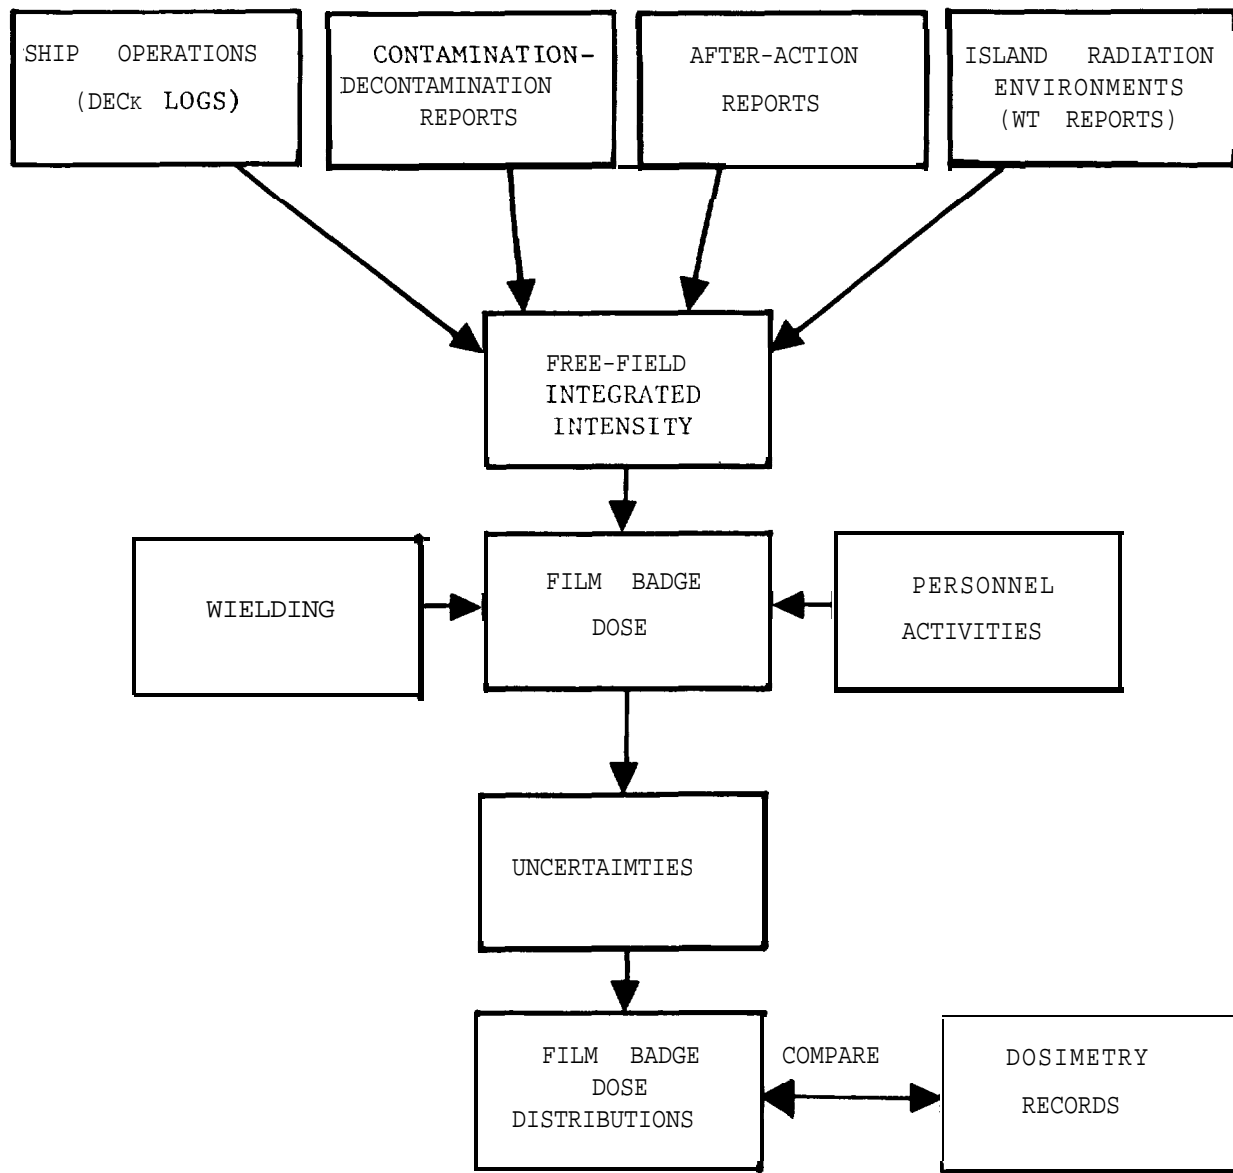 SHIP OPERATIONS
(DECK LOGS)
CONTAMINATION-
DECONTAMINATION
REPORTS
AFTER-ACTION
REPORTS
ISLAND RADIATION
ENVIRONMENTS
(WT REPORTS)
FREE-FIELD
INTEGRATED
INTENSITY
WIELDING
FILM BADGE
DOSE
PERSONNEL
ACTIVITIES
UNCERTAIMTIES
FILM BADGE
DOSE
DISTRIBUTIONS
COMPARE
DOSIMETRY
RECORDS